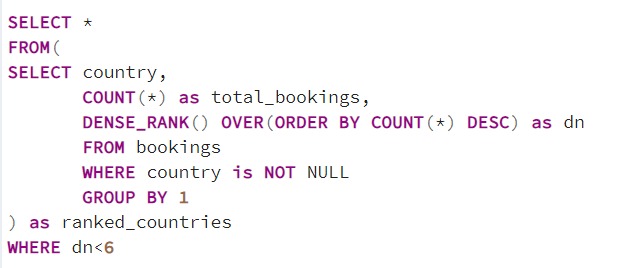 SELECT *
FROM(
SELECT country,
COUNT(*) as total_bookings,
DENSE_RANK() OVER(ORDER BY COUNT(*) DESC) as dn
FROM bookings
WHERE country is NOT NULL
GROUP BY 1
) as ranked_countries
WHERE dn<6